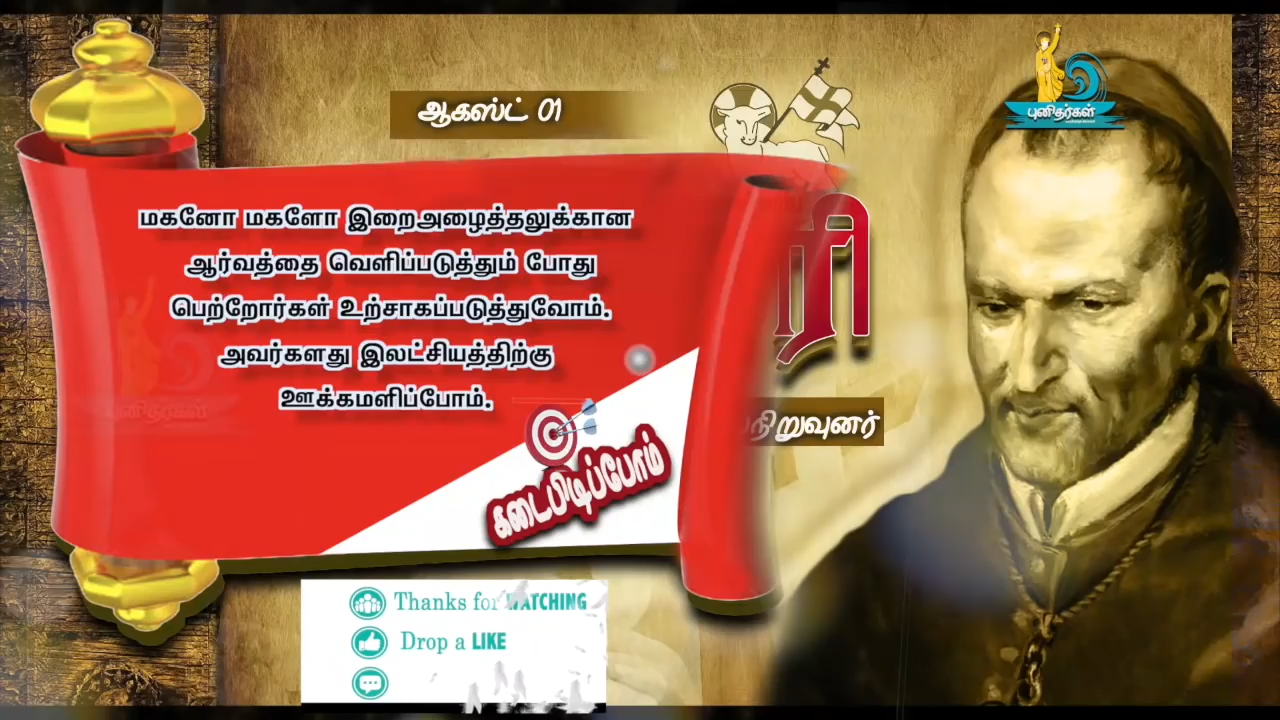 ஆகஸ்ட் 01
புனிதர்கள்
மகனோ மகளோ இறைஅழைத்தலுக்கான
ஆர்வத்தை வெளிப்படுத்தும் போது
பெற்றோர்கள் உற்சாகப்படுத்துவோம்.
அவர்களது இலட்சியத்திற்கு
ஊக்கமளிப்போம்.
கடைபிடிப்போம்
ரி
நிறுவுனர்
Thanks for WATCHING
Drop a LIKE